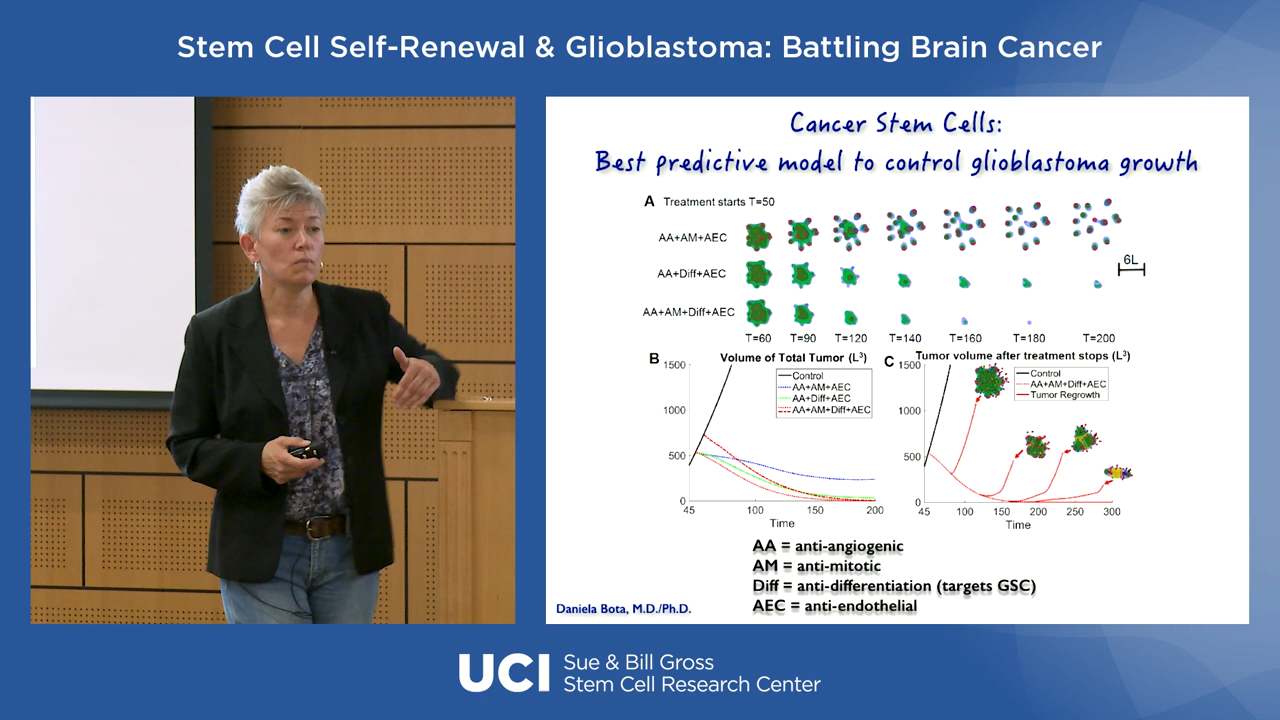 Stem Cell Self-Renewal & Glioblastoma: Battling Brain Cancer
Cancer Stem Cells:
Best predictive model to control glioblastoma growth
A Treatment starts T=50
AA+AM+AEC
AA+Diff+AEC
AA+AM+Diff+AEC
6L
T=60 T=90 T=120 T=140 T=160 T=180 T=200
B Volume of Total Tumor (L³)
1500
1000
500
0
45 100 150 200
Time
Control
AA+AM+AEC
AA+Diff+AEC
AA+AM+Diff+AEC
C Tumor volume after treatment stops (L³)
1500
1000
500
0
45 100 150 200 250 300
Time
Control
AA+AM+Diff+AEC
Tumor Regrowth
AA = anti-angiogenic
AM = anti-mitotic
Diff = anti-differentiation (targets GSC)
AEC = anti-endothelial
Daniela Bota, M.D./Ph.D.
UCI
Sue & Bill Gross
Stem Cell Research Center